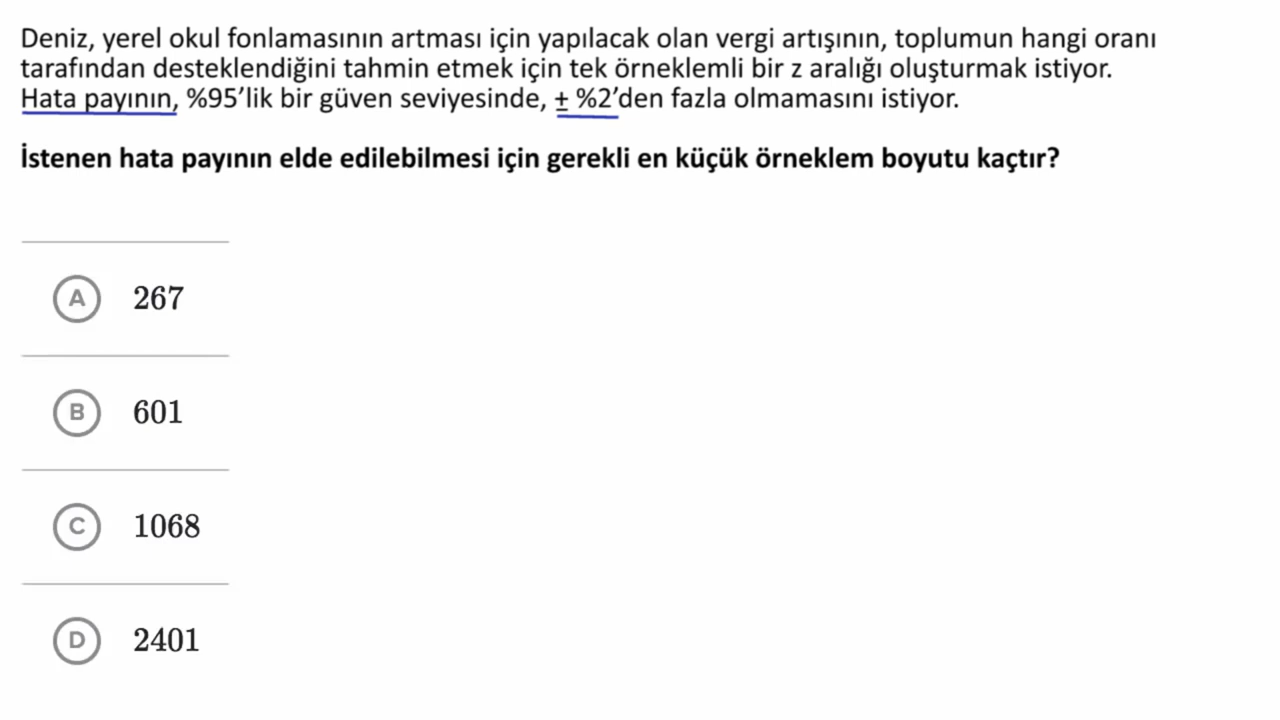 Deniz, yerel okul fonlamasının artması için yapılacak olan vergi artışının, toplumun hangi oranı
tarafından desteklendiğini tahmin etmek için tek örneklemli bir z aralığı oluşturmak istiyor.
Hata payının, %95’lik bir güven seviyesinde, ± %2’den fazla olmamasını istiyor.
İstenen hata payının elde edilebilmesi için gerekli en küçük örneklem boyutu kaçtır?
A 267
B 601
C 1068
D 2401